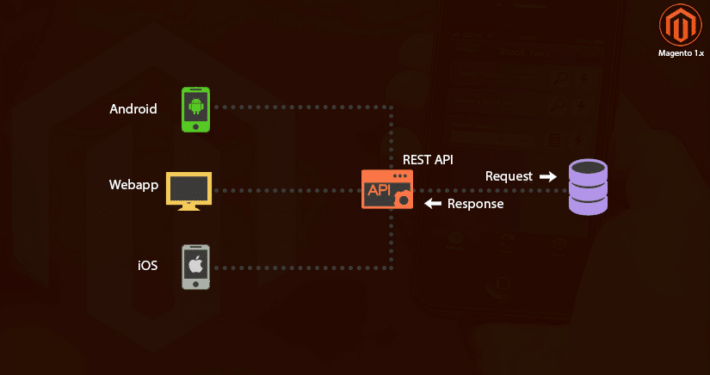 Magento 1.x
Android
REST API
Request
Webapp
API
Response
iOS